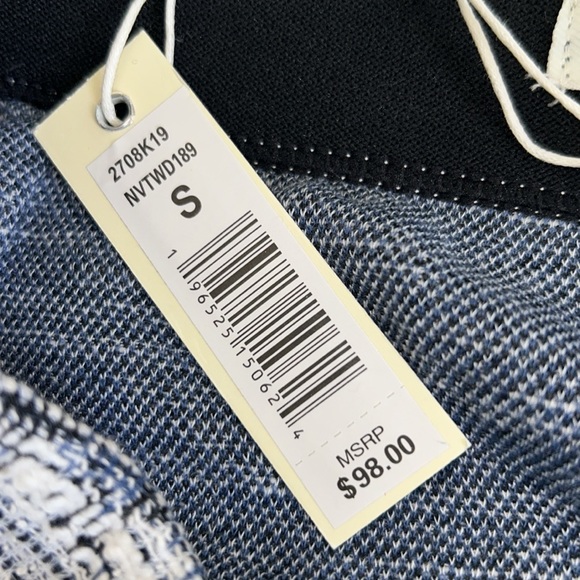 2708K19
NVTWD189
S
1 96525 15062 4
MSRP
$98.00